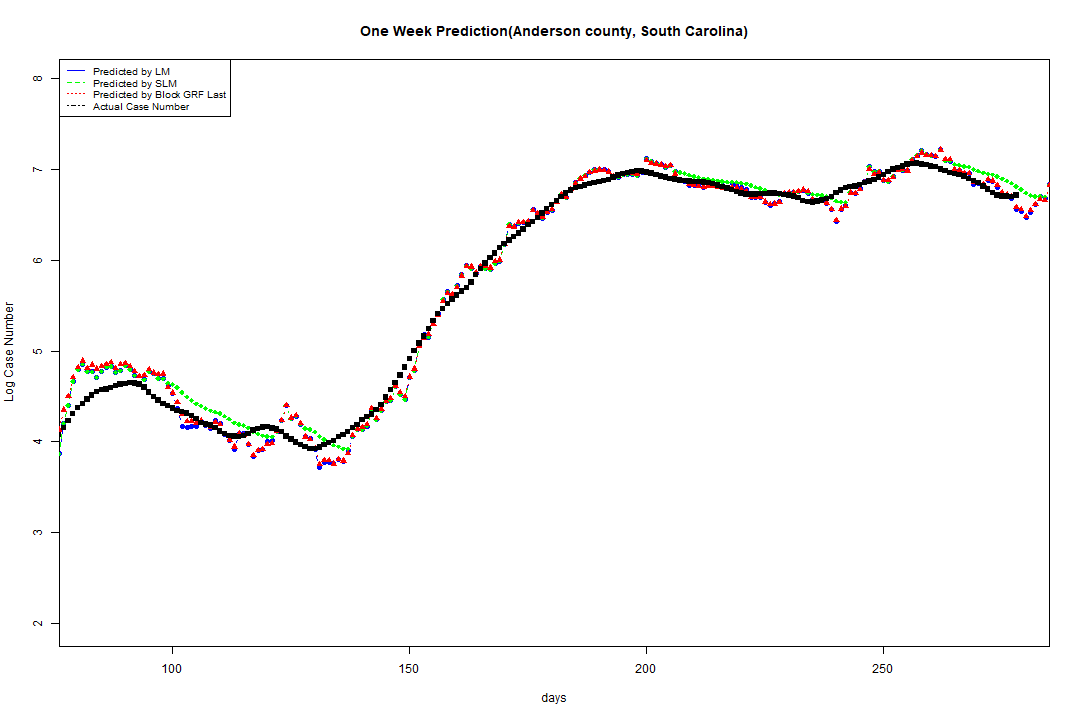 One Week Prediction(Anderson county, South Carolina)
Predicted by LM
Predicted by SLM
Predicted by Block GRF Last
Actual Case Number
8
7
6
5
4
3
2
Log Case Number
100 150 200 250
days